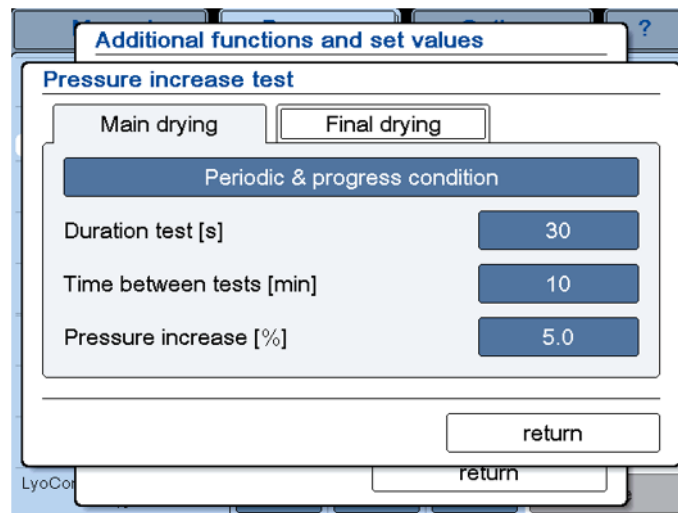 ?
Additional functions and set values
Pressure increase test
Main drying
Final drying
Periodic & progress condition
Duration test [s]
30
Time between tests [min]
10
Pressure increase [%]
5.0
return
return